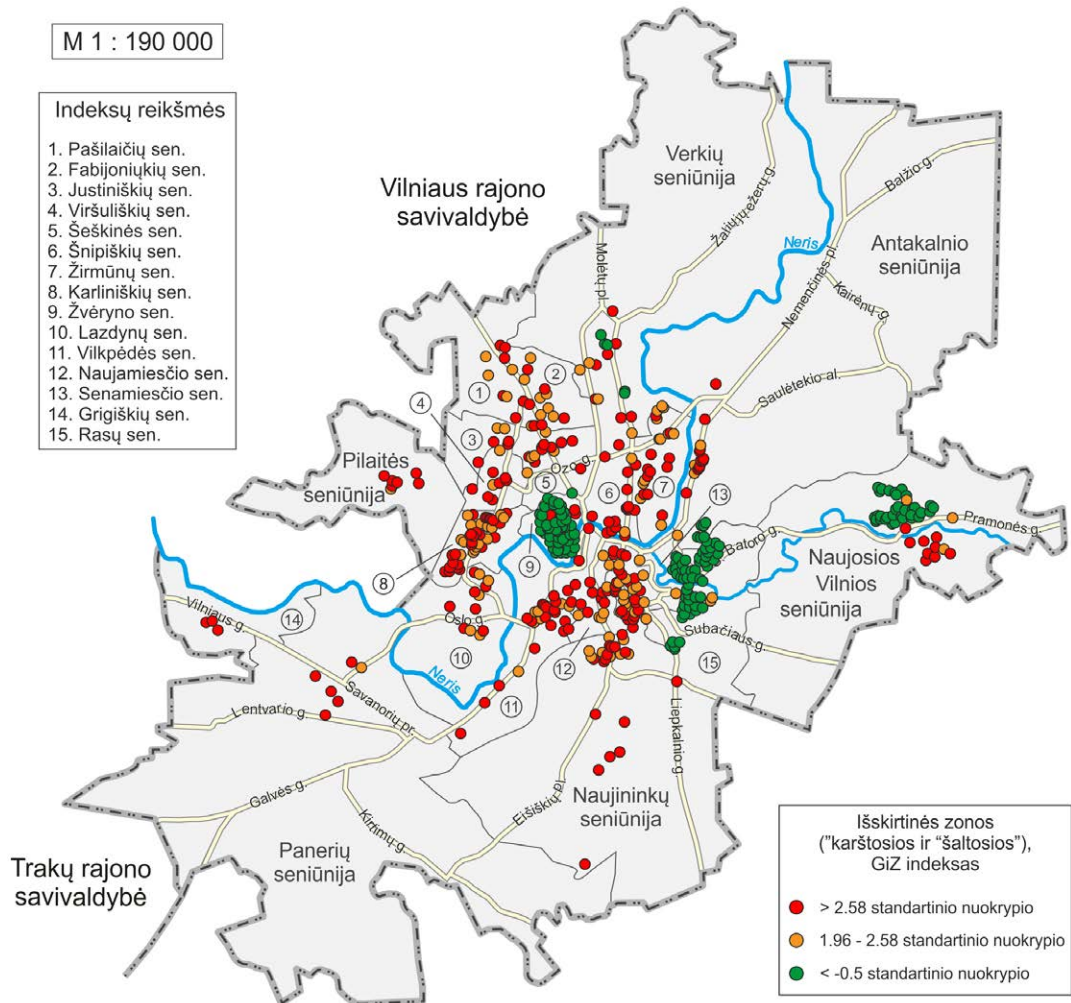 M 1 : 190 000
Indeksų reikšmės
1. Pašilaičių sen.
2. Fabijoniųkių sen.
3. Justiniškių sen.
4. Viršuliškių sen.
5. Šeškinės sen.
6. Šnipiškių sen.
7. Žirmūnų sen.
8. Karliniškių sen.
9. Žvėryno sen.
10. Lazdynų sen.
11. Vilkpėdės sen.
12. Naujamiesčio sen.
13. Senamiesčio sen.
14. Grigiškių sen.
15. Rasų sen.
Vilniaus rajono
savivaldybė
Verkių
seniūnija
Antakalnio
seniūnija
Pilaitės
seniūnija
Naujosios
Vilnios
seniūnija
Naujininkų
seniūnija
Panerių
seniūnija
Trakų rajono
savivaldybė
Žaliųjų ežerų g.
Molėtų pl.
Neris
Nemenčinės pl.
Balžio g.
Kairėnų g.
Saulėtekio al.
Ozo g.
Batoro g.
Pramonės g.
Subačiaus g.
Liepkalnio g.
Eišiškių pl.
Kirtimų g.
Galvės g.
Lentvario g.
Savanorių pr.
Vilniaus g.
Oslo g.
Neris
1
2
3
4
5
6
7
8
9
10
11
12
13
14
15
Išskirtinės zonos
("karštosios ir "šaltosios"),
GiZ indeksas
> 2.58 standartinio nuokrypio
1.96 - 2.58 standartinio nuokrypio
< -0.5 standartinio nuokrypio